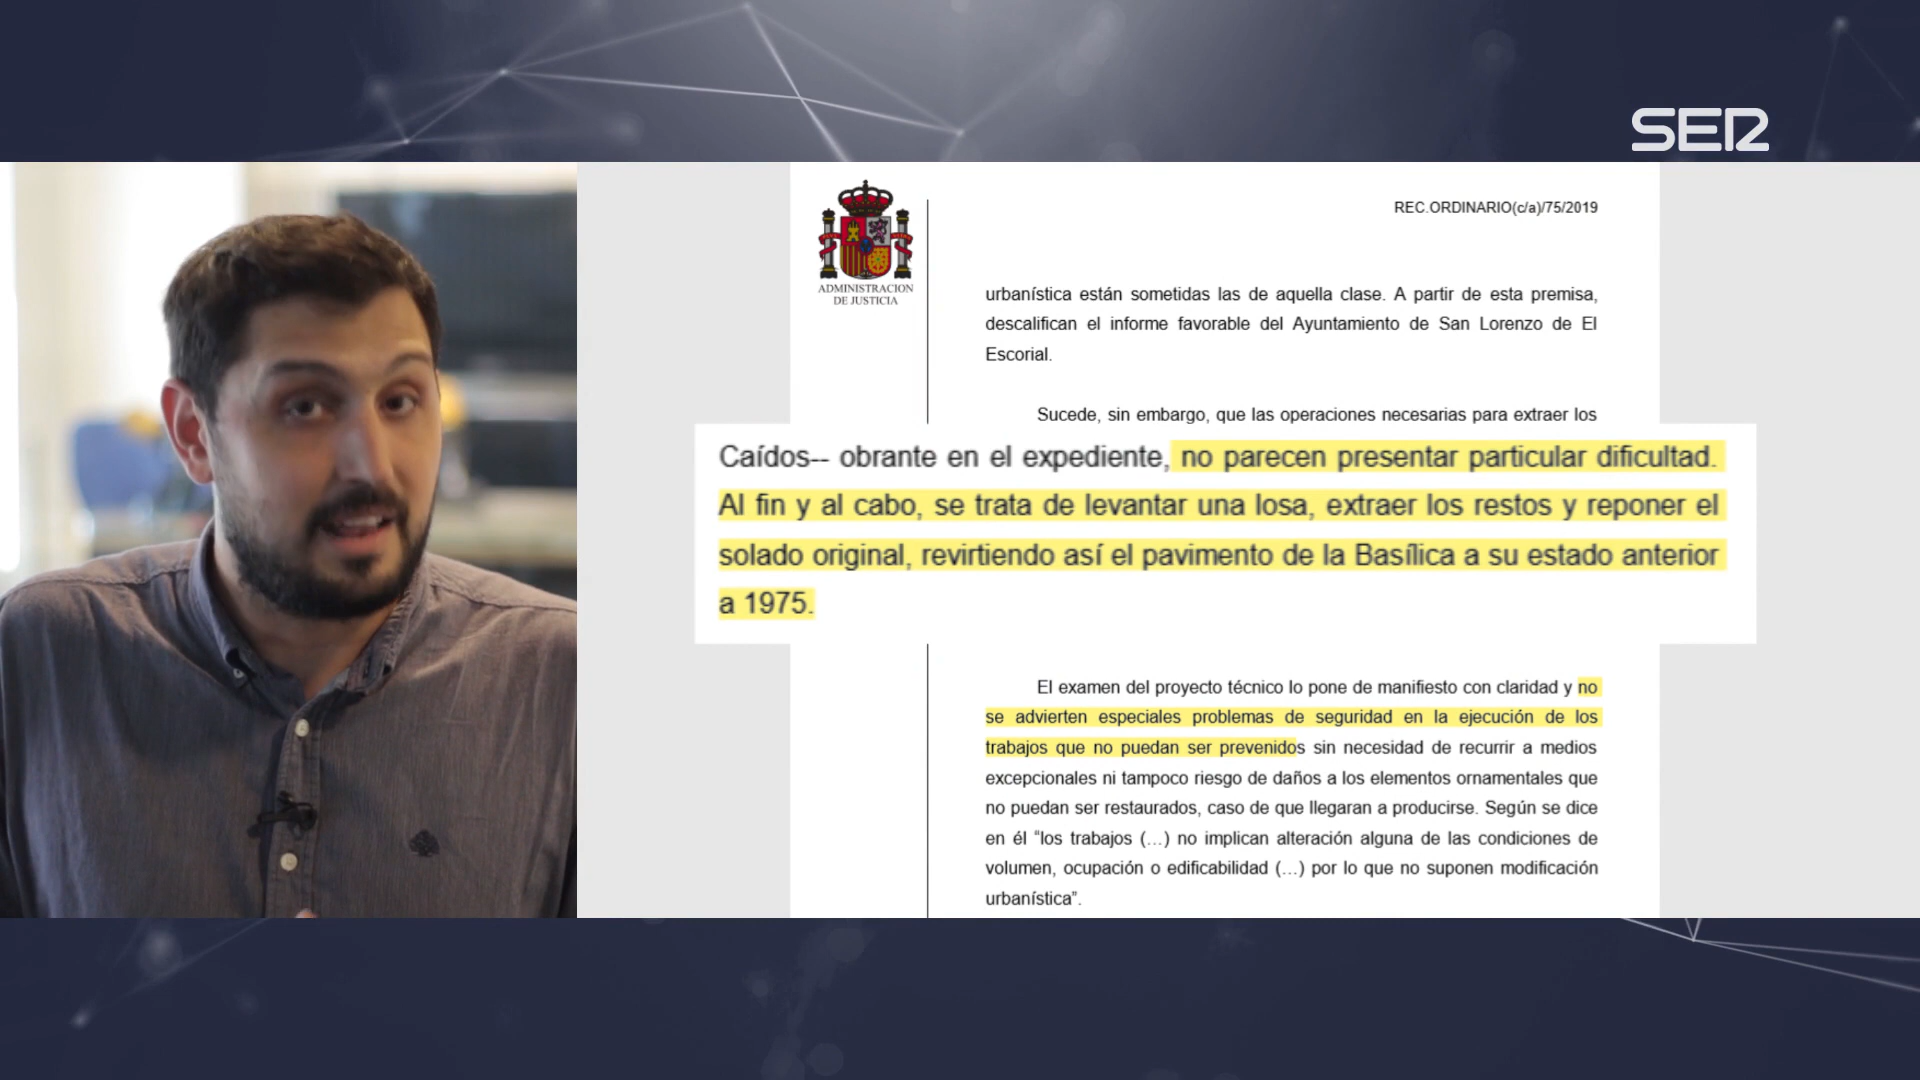 SER
REC.ORDINARIO(c/a)/75/2019
ADMINISTRACION
DE JUSTICIA
urbanística están sometidas las de aquella clase. A partir de esta premisa,
descalifican el informe favorable del Ayuntamiento de San Lorenzo de El
Escorial.
Sucede, sin embargo, que las operaciones necesarias para extraer los
Caídos-- obrante en el expediente, no parecen presentar particular dificultad.
Al fin y al cabo, se trata de levantar una losa, extraer los restos y reponer el
solado original, revirtiendo así el pavimento de la Basílica a su estado anterior
a 1975.
El examen del proyecto técnico lo pone de manifiesto con claridad y no
se advierten especiales problemas de seguridad en la ejecución de los
trabajos que no puedan ser prevenidos sin necesidad de recurrir a medios
excepcionales ni tampoco riesgo de daños a los elementos ornamentales que
no puedan ser restaurados, caso de que llegaran a producirse. Según se dice
en él “los trabajos (...) no implican alteración alguna de las condiciones de
volumen, ocupación o edificabilidad (...) por lo que no suponen modificación
urbanística”.